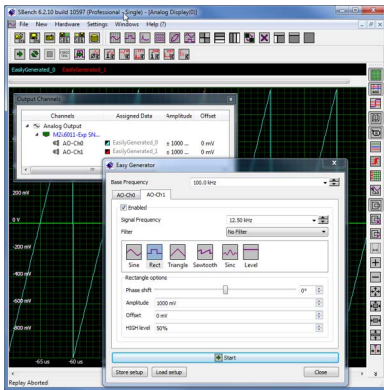 SBench 6.2.10 build 10597 (Professional - Single) - [Analog Display(0)]
File New Hardware Settings Windows Help (?)
EasilyGenerated_0 EasilyGenerated_1
Output Channels
Channels Assigned Data Amplitude Offset
Analog Output
M2i.6011-Exp SN...
AO-Ch0 EasilyGenerated_0 ± 1000 ... 0 mV
AO-Ch1 EasilyGenerated_1 ± 1000 ... 0 mV
Easy Generator
Base Frequency 100.0 kHz
AO-Ch0 AO-Ch1
Enabled
Signal Frequency 12.50 kHz
Filter No Filter
Sine Rect Triangle Sawtooth Sinc Level
Rectangle options
Phase shift 0°
Amplitude 1000 mV
Offset 0 mV
HIGH level 50%
Start
Store setup Load setup Close
200 mV
0 V
-200 mV
-400 mV
-600 mV
-800 mV
-65 us -60 us
Replay Aborted